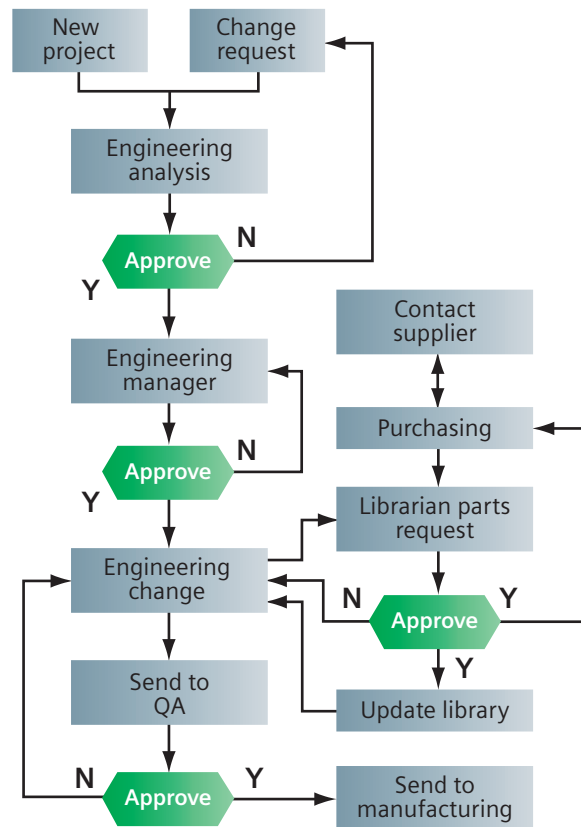 New
project
Change
request
Engineering
analysis
Approve
N
Y
Engineering
manager
Approve
N
Y
Contact
supplier
Purchasing
Librarian parts
request
Engineering
change
N
Approve
Y
Y
Update library
Send to
QA
N
Approve
Y
Send to
manufacturing